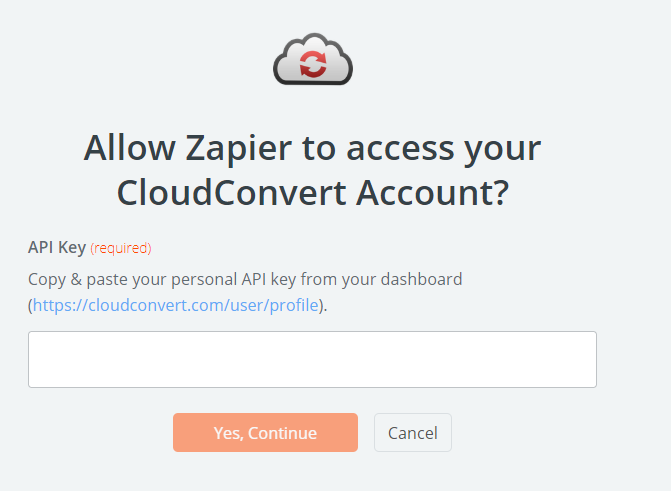 Allow Zapier to access your
CloudConvert Account?
API Key (required)
Copy & paste your personal API key from your dashboard
(https://cloudconvert.com/user/profile).
Yes, Continue
Cancel